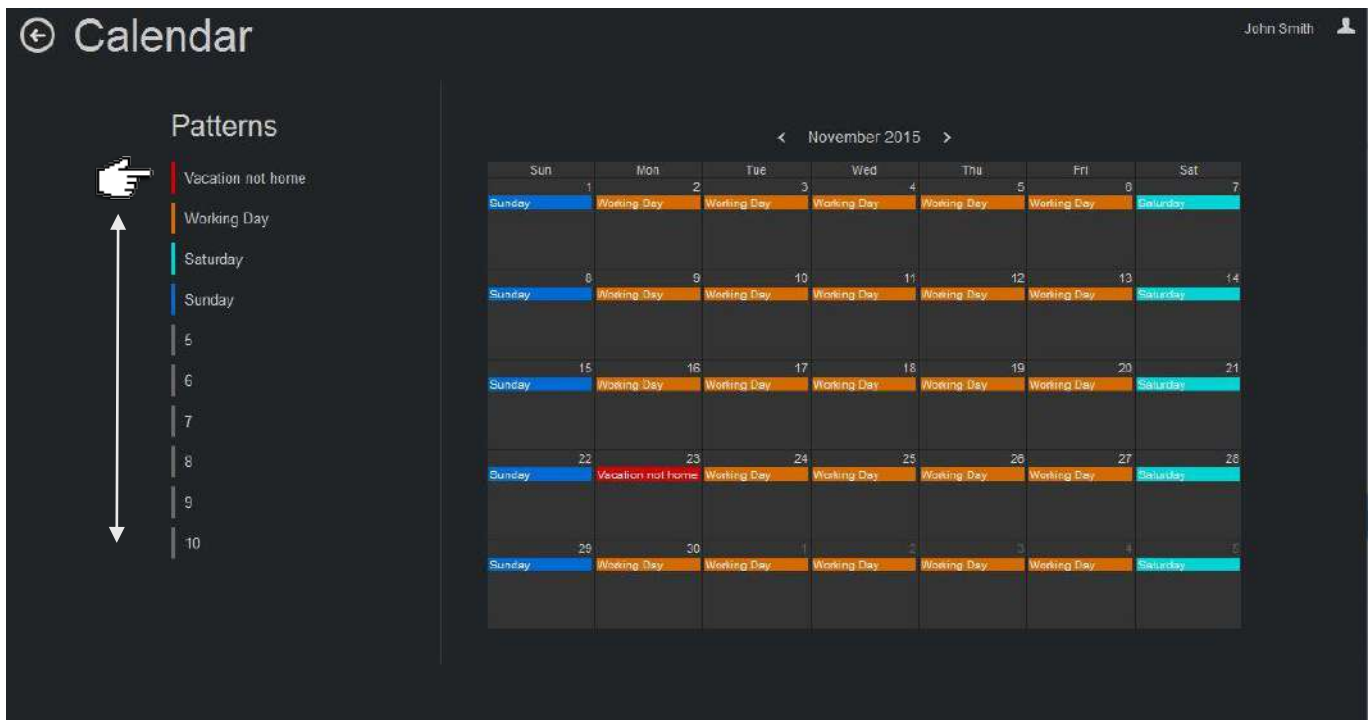 Calendar
John Smith
Patterns
Vacation not home
Working Day
Saturday
Sunday
5
6
7
8
9
10
< November 2015 >
Sun Mon Tue Wed Thu Fri Sat
1 2 3 4 5 6 7
Sunday Working Day Working Day Working Day Working Day Working Day Saturday
8 9 10 11 12 13 14
Sunday Working Day Working Day Working Day Working Day Working Day Saturday
15 16 17 18 19 20 21
Sunday Working Day Working Day Working Day Working Day Working Day Saturday
22 23 24 25 26 27 28
Sunday Vacation not home Working Day Working Day Working Day Working Day Saturday
29 30 1 2 3 4 5
Sunday Working Day Working Day Working Day Working Day Working Day Saturday